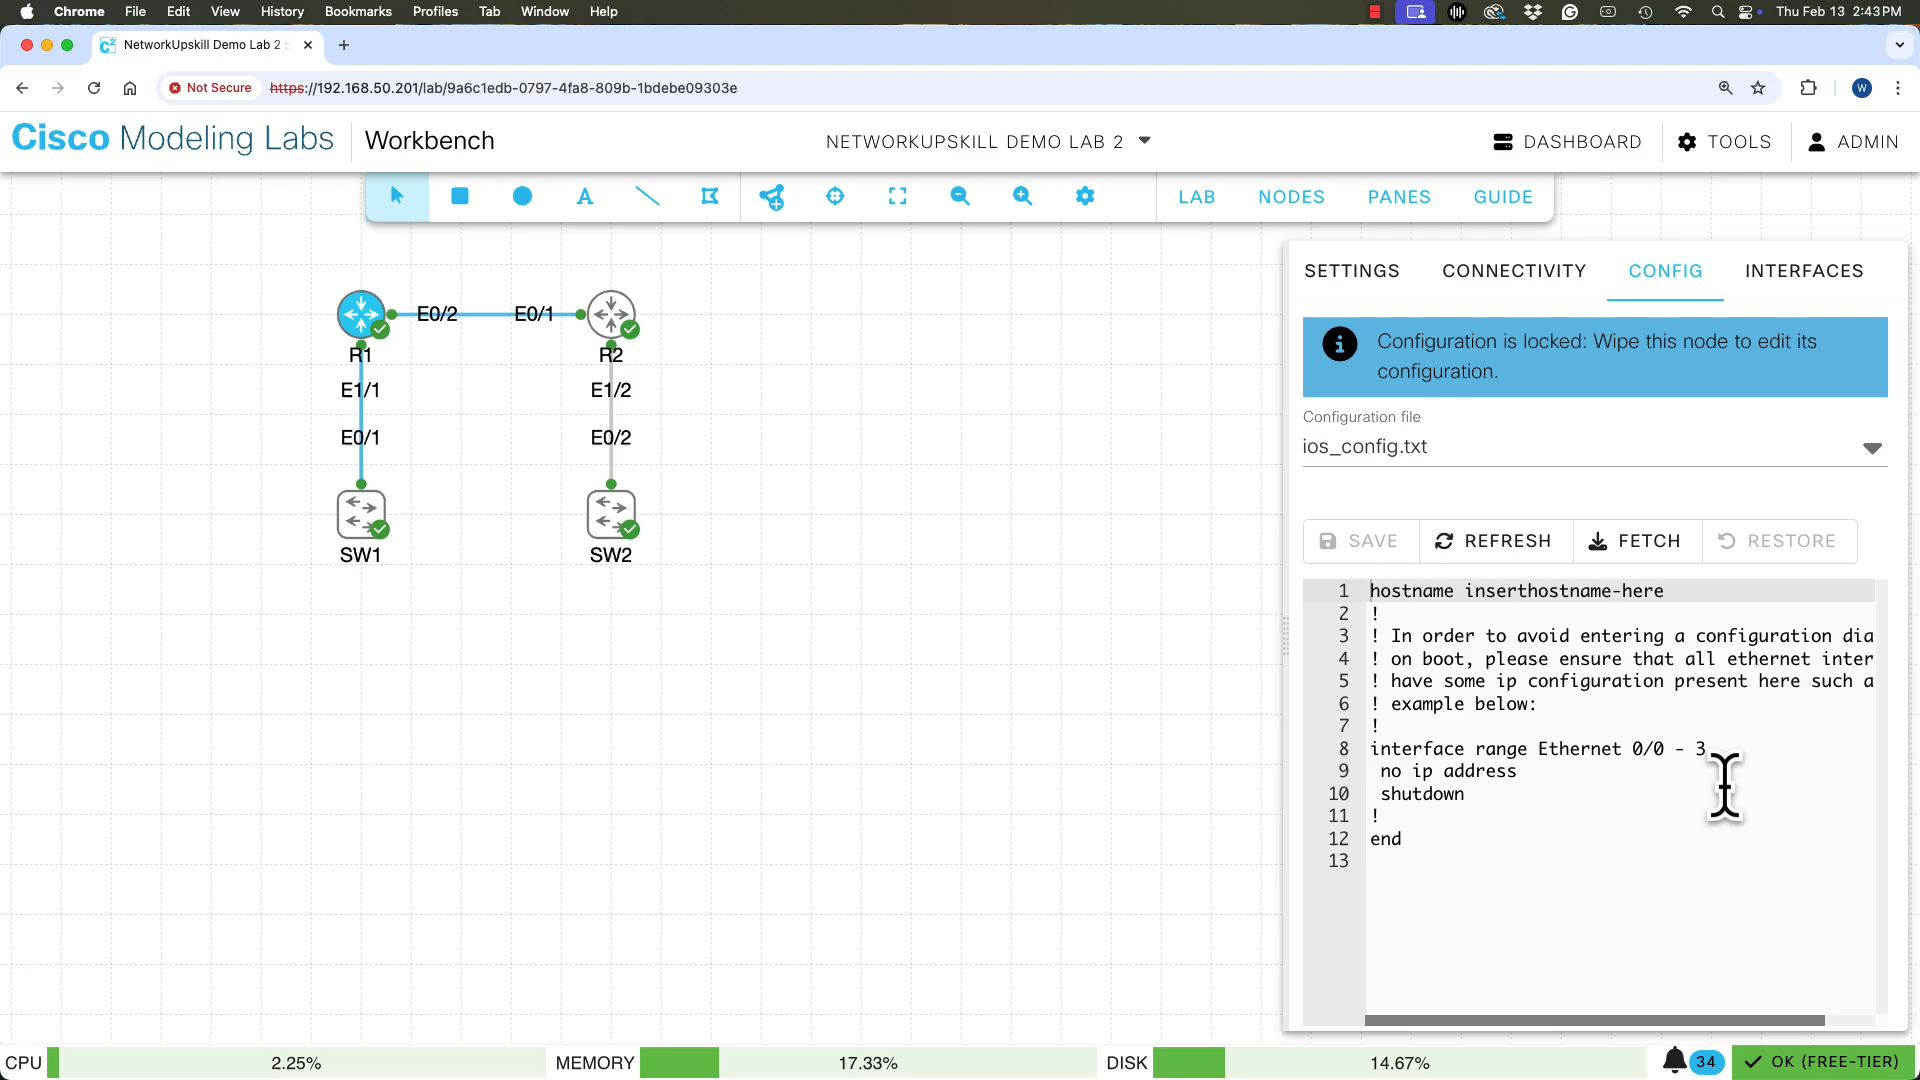 Chrome File Edit View History Bookmarks Profiles Tab Window Help Thu Feb 13 2:43 PM
NetworkUpskill Demo Lab 2 :
Not Secure https://192.168.50.201/lab/9a6c1edb-0797-4fa8-809b-1bdebe09303e W
Cisco Modeling Labs Workbench NETWORKUPSKILL DEMO LAB 2 DASHBOARD TOOLS ADMIN
A LAB NODES PANES GUIDE
SETTINGS CONNECTIVITY CONFIG INTERFACES
E0/2 E0/1
R1 R2
E1/1 E1/2
E0/1 E0/2
SW1 SW2
Configuration is locked: Wipe this node to edit its
configuration.
Configuration file
ios_config.txt
SAVE REFRESH FETCH RESTORE
1 hostname inserthostname-here
2 !
3 ! In order to avoid entering a configuration dia
4 ! on boot, please ensure that all ethernet inter
5 ! have some ip configuration present here such a
6 ! example below:
7 !
8 interface range Ethernet 0/0 - 3
9 no ip address
10 shutdown
11 !
12 end
13
CPU 2.25% MEMORY 17.33% DISK 14.67% 34 OK (FREE-TIER)